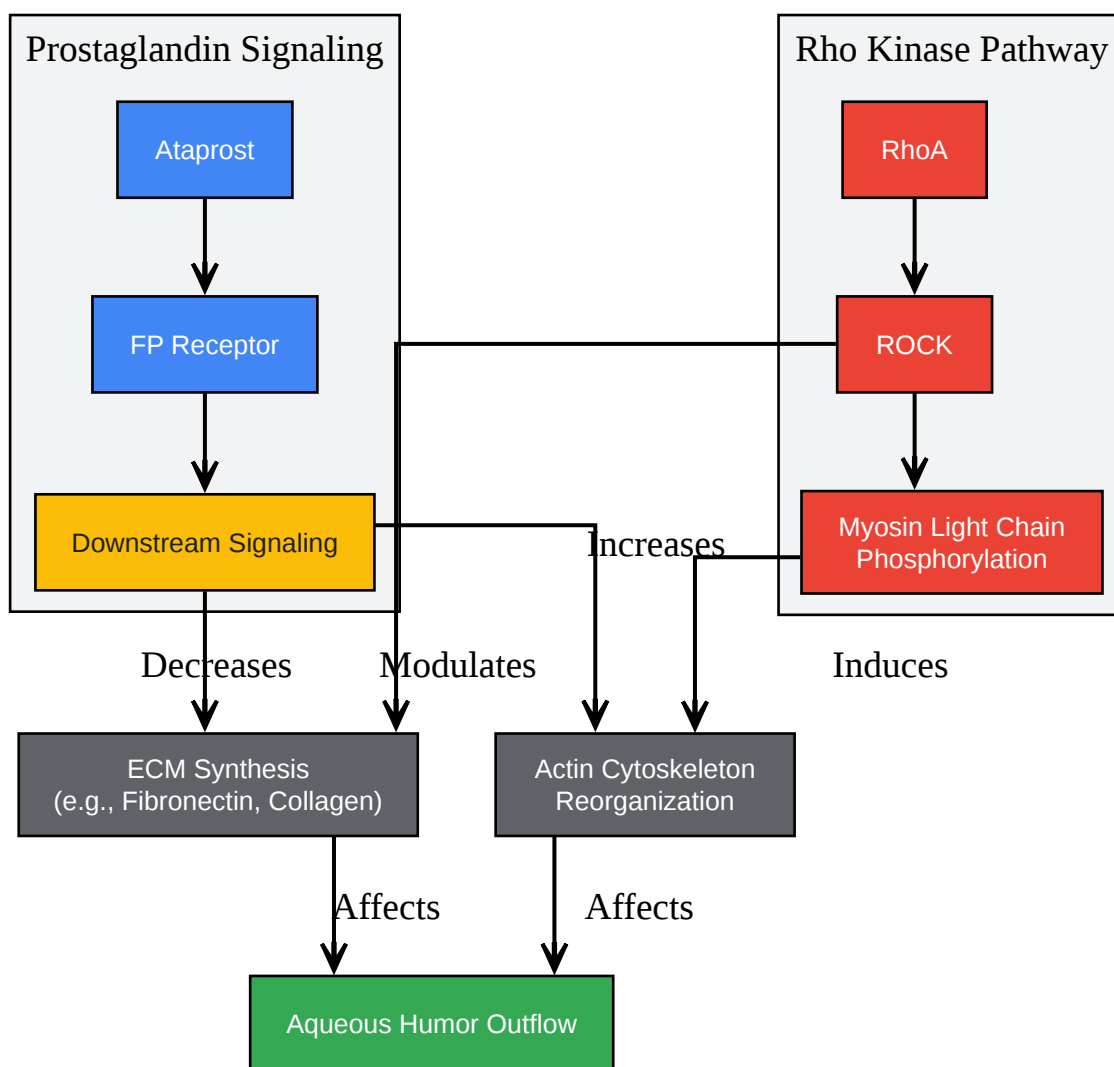 Prostaglandin Signaling
Rho Kinase Pathway
Ataprost
RhoA
FP Receptor
ROCK
Downstream Signaling
Increases
Myosin Light Chain
Phosphorylation
Decreases
Modulates
Induces
ECM Synthesis
(e.g., Fibronectin, Collagen)
Actin Cytoskeleton
Reorganization
Affects
Affects
Aqueous Humor Outflow